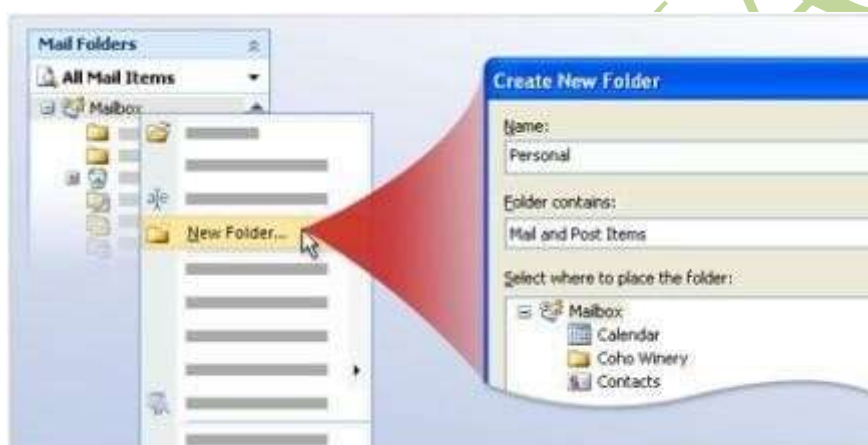 Mail Folders
All Mail Items
Mailbox
New Folder...
Create New Folder
Name:
Personal
Folder contains:
Mail and Post Items
Select where to place the folder:
Mailbox
Calendar
Coho Winery
Contacts